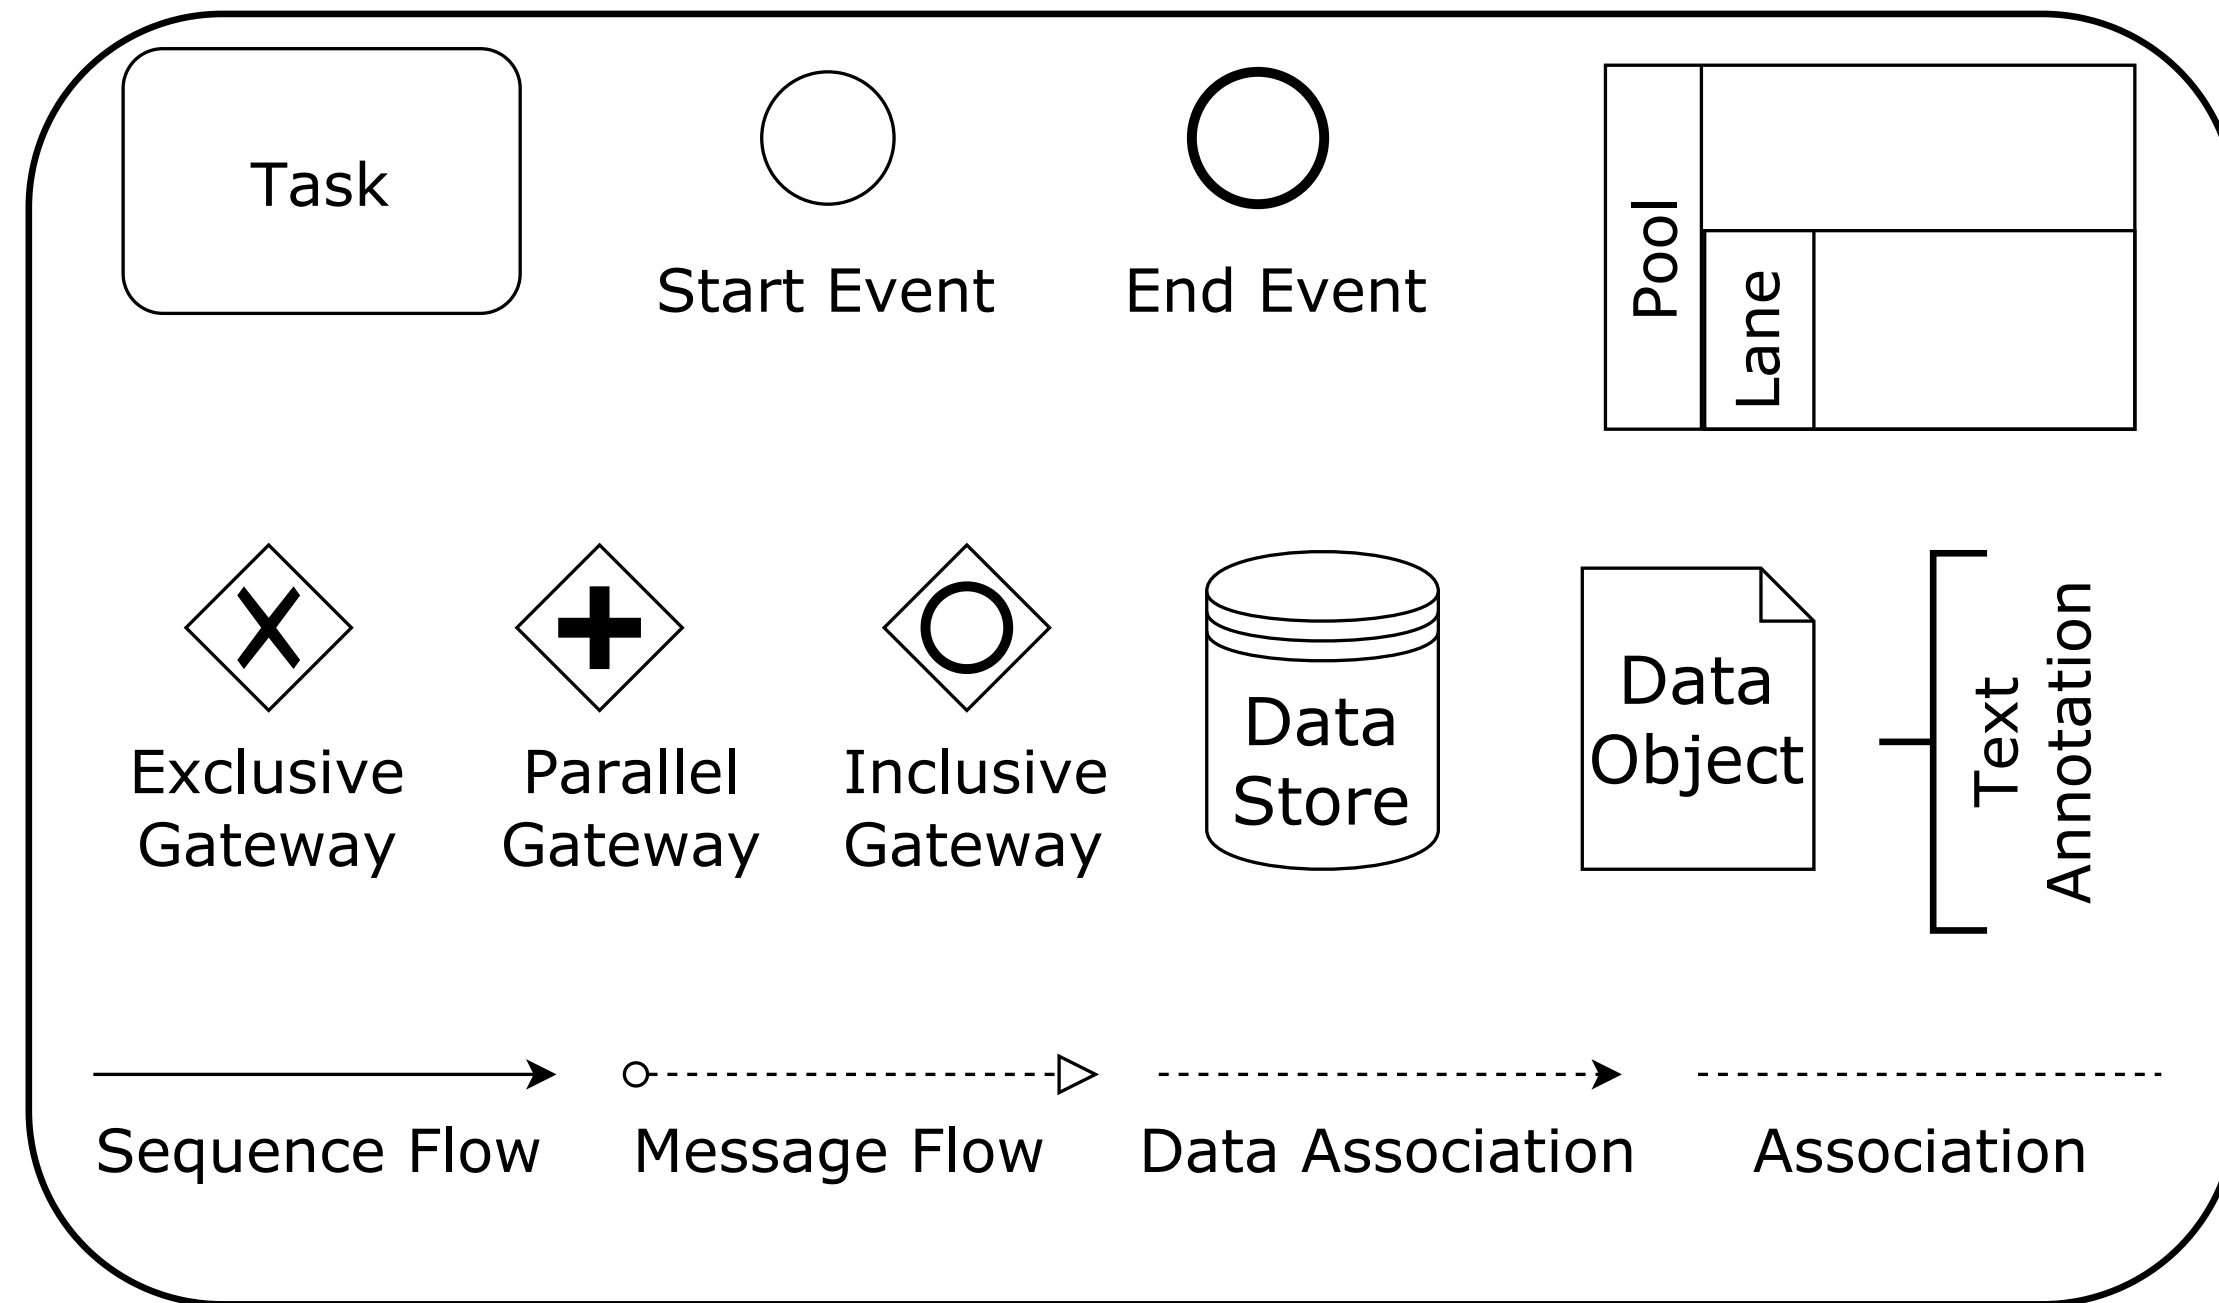 Task
Start Event
End Event
Pool
Lane
Exclusive
Gateway
Parallel
Gateway
Inclusive
Gateway
Data
Store
Data
Object
Text
Annotation
Sequence Flow
Message Flow
Data Association
Association